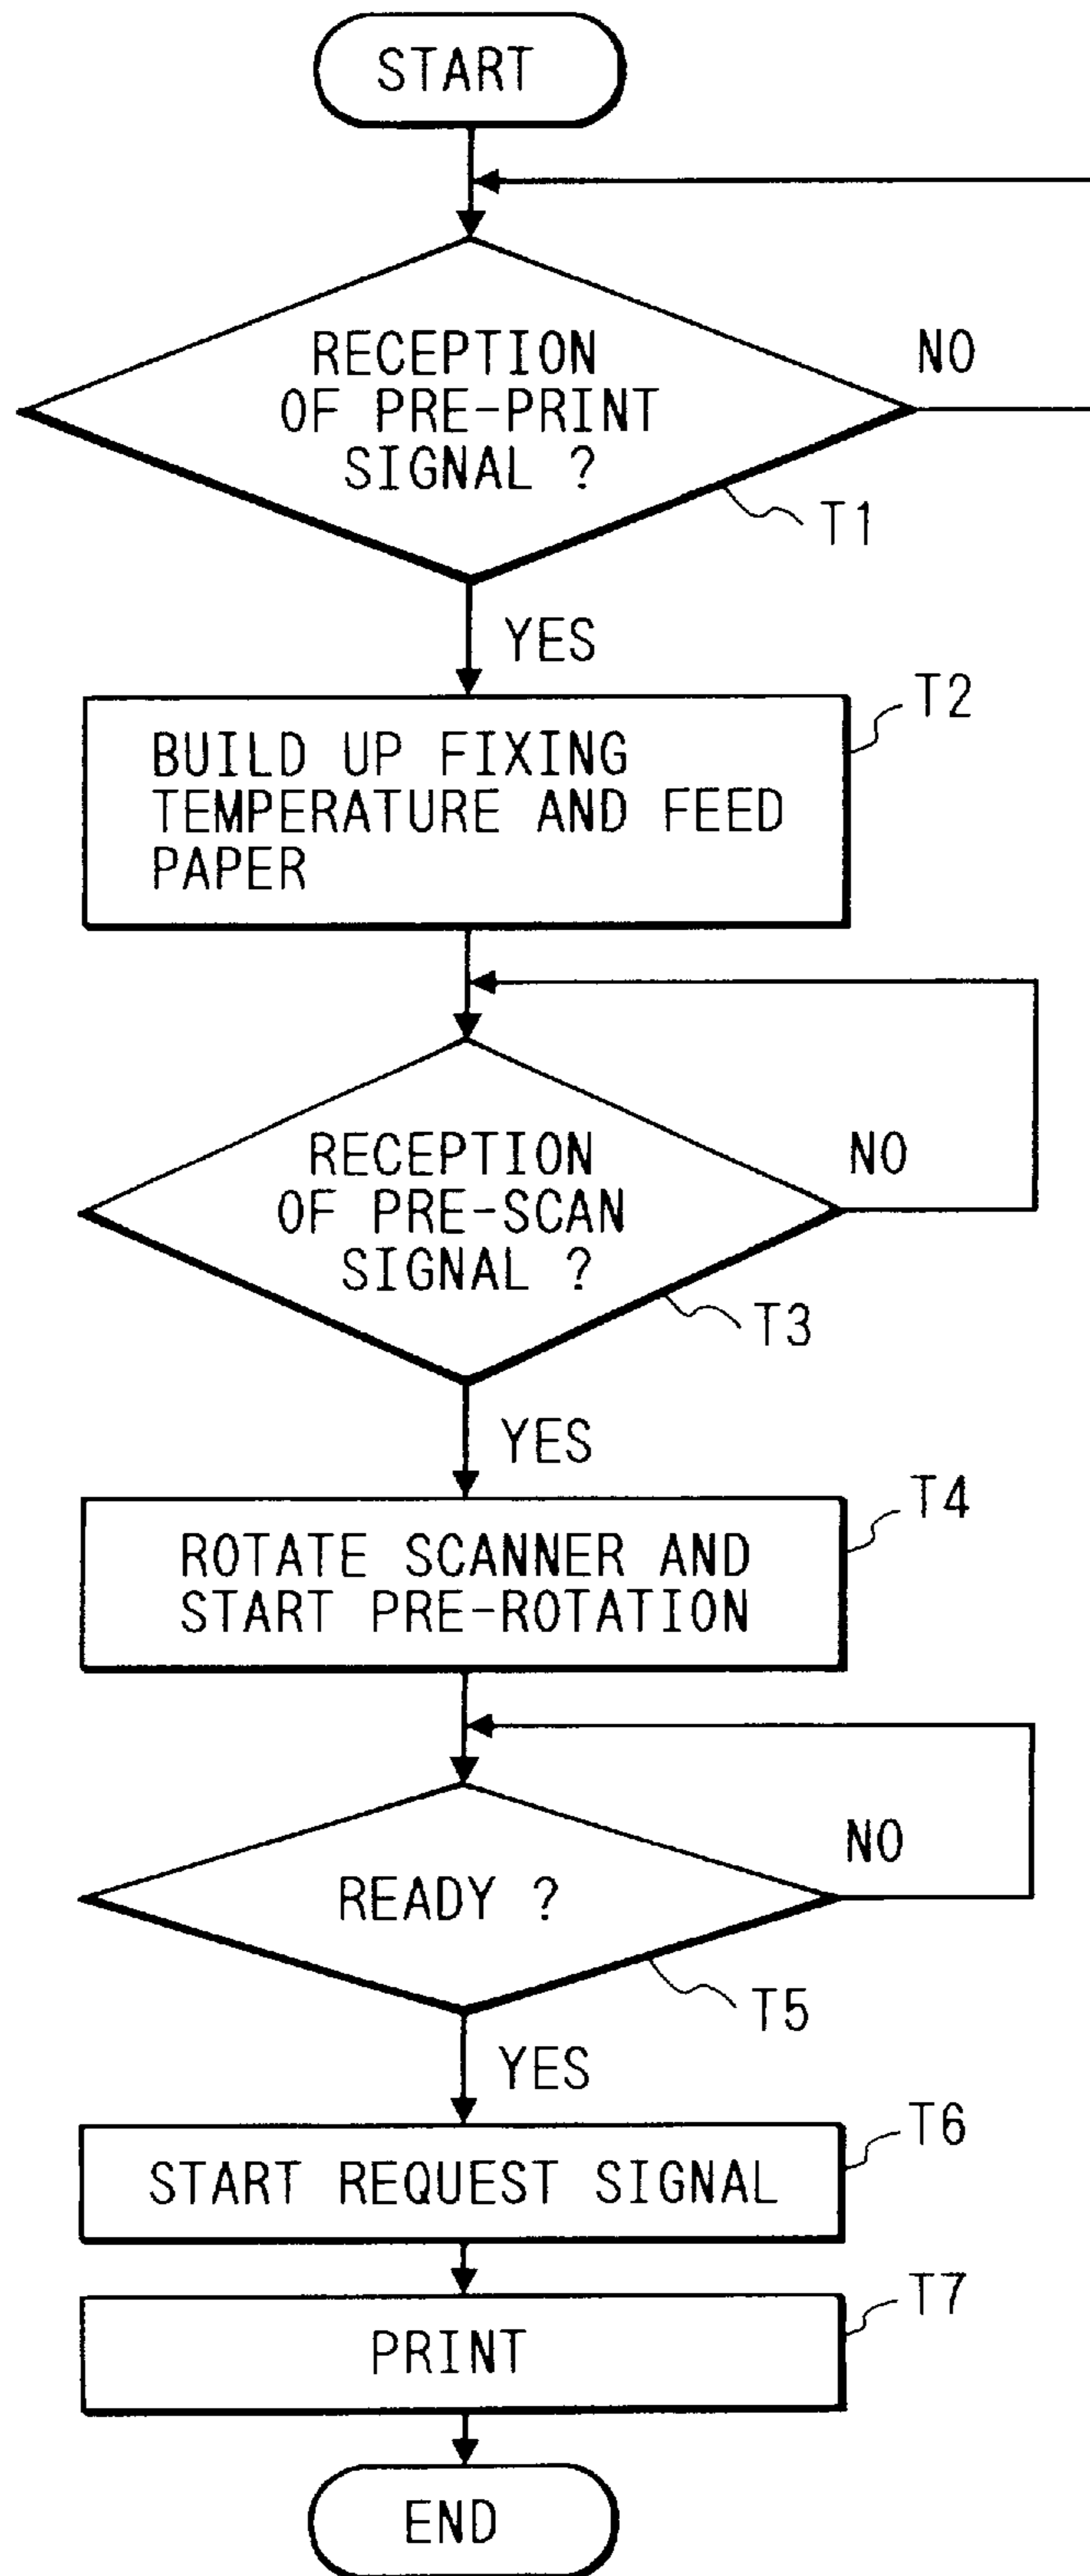 START
RECEPTION
OF PRE-PRINT
SIGNAL ?
NO
T1
YES
T2
BUILD UP FIXING
TEMPERATURE AND FEED
PAPER
RECEPTION
OF PRE-SCAN
SIGNAL ?
NO
T3
YES
T4
ROTATE SCANNER AND
START PRE-ROTATION
NO
READY ?
T5
YES
T6
START REQUEST SIGNAL
T7
PRINT
END